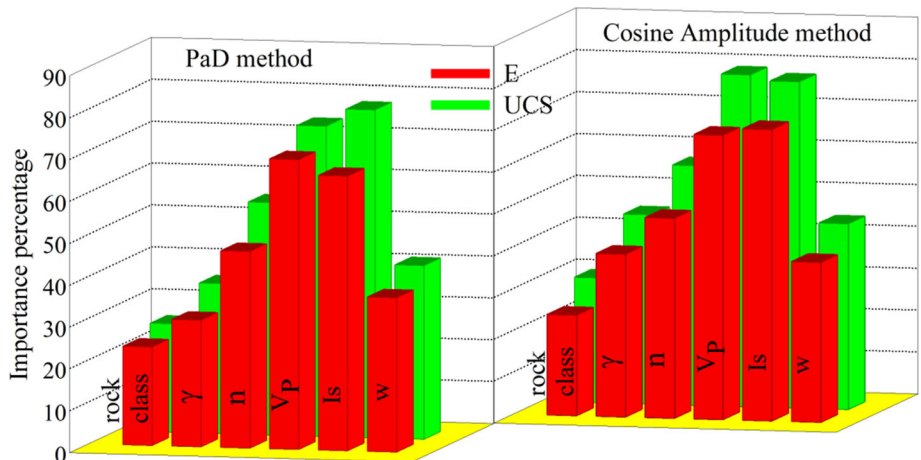 PaD method
Cosine Amplitude method
E
UCS
Importance percentage
90
80
70
60
50
40
30
20
10
0
rock
class
γ
n
VP
Is
w
rock
class
γ
n
VP
Is
w